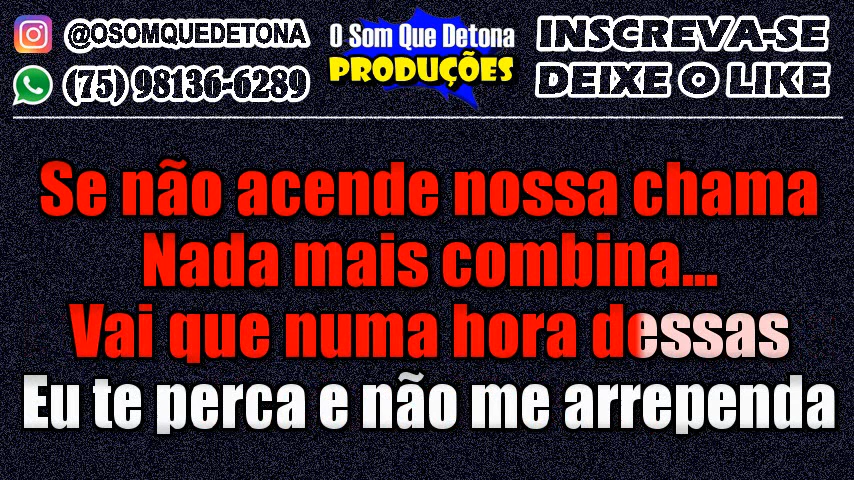 @OSOMQUEDETONA
(75) 98136-6289
O Som Que Detona
PRODUÇÕES
INSCREVA-SE
DEIXE O LIKE
Se não acende nossa chama
Nada mais combina...
Vai que numa hora dessas
Eu te perca e não me arrependa